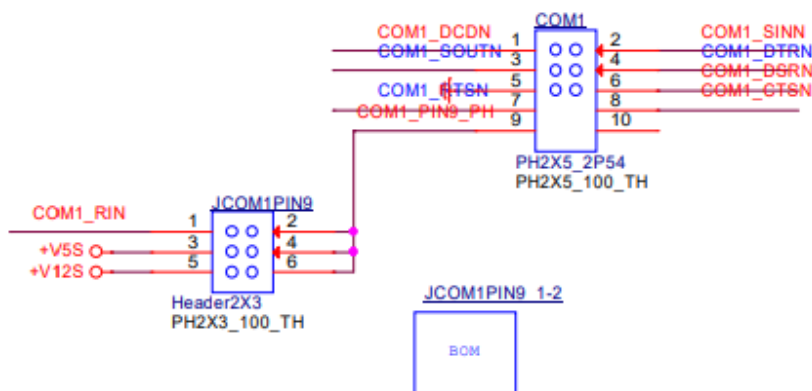 COM1
COM1_DCDN 1 2 COM1_SINN
COM1_SOUTN 3 4 COM1_DTRN
5 6 COM1_DSRN
COM1_RTSN 7 8 COM1_CTSN
COM1_PIN9_PH 9 10
PH2X5_2P54
PH2X5_100_TH
JCOM1PIN9
COM1_RIN 1 2
+V5S 3 4
+V12S 5 6
Header2X3
PH2X3_100_TH
JCOM1PIN9_1-2
BOM